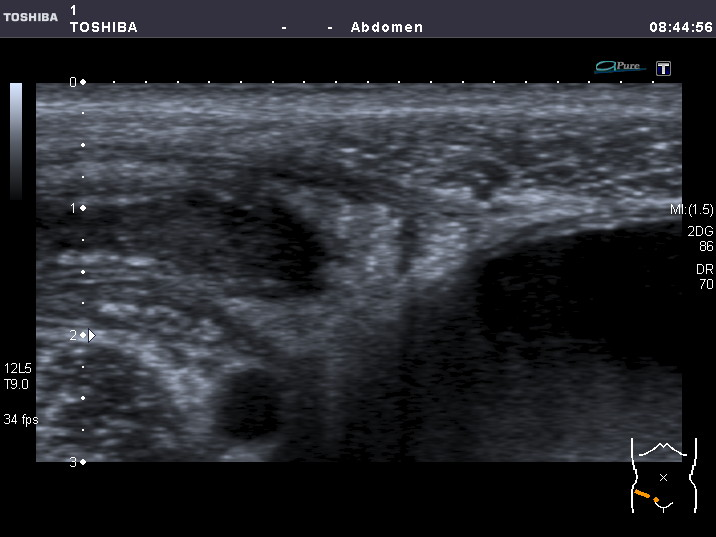 TOSHIBA
1
TOSHIBA - - Abdomen 08:44:56
aPure T
0
1
MI:(1.5)
2DG
86
DR
70
2
12L5
T9.0
34 fps
3